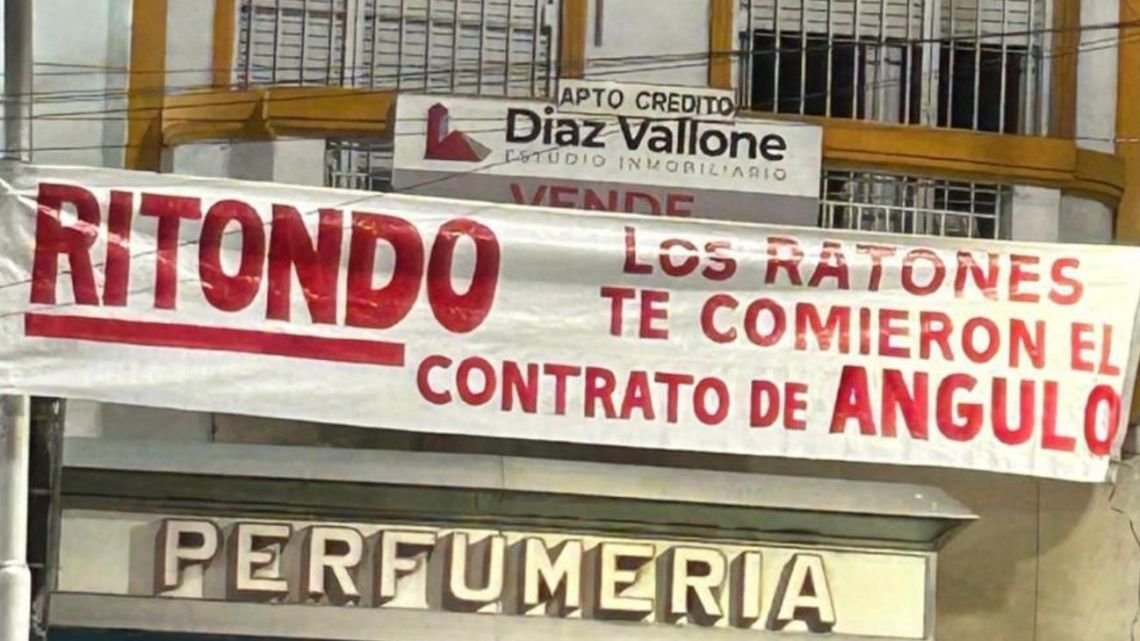 APTO CREDITO
Diaz Vallone
ESTUDIO INMOBILIARIO
VENDE
RITONDO
LOS RATONES
TE COMIERON EL
CONTRATO DE ANGULO
PERFUMERIA